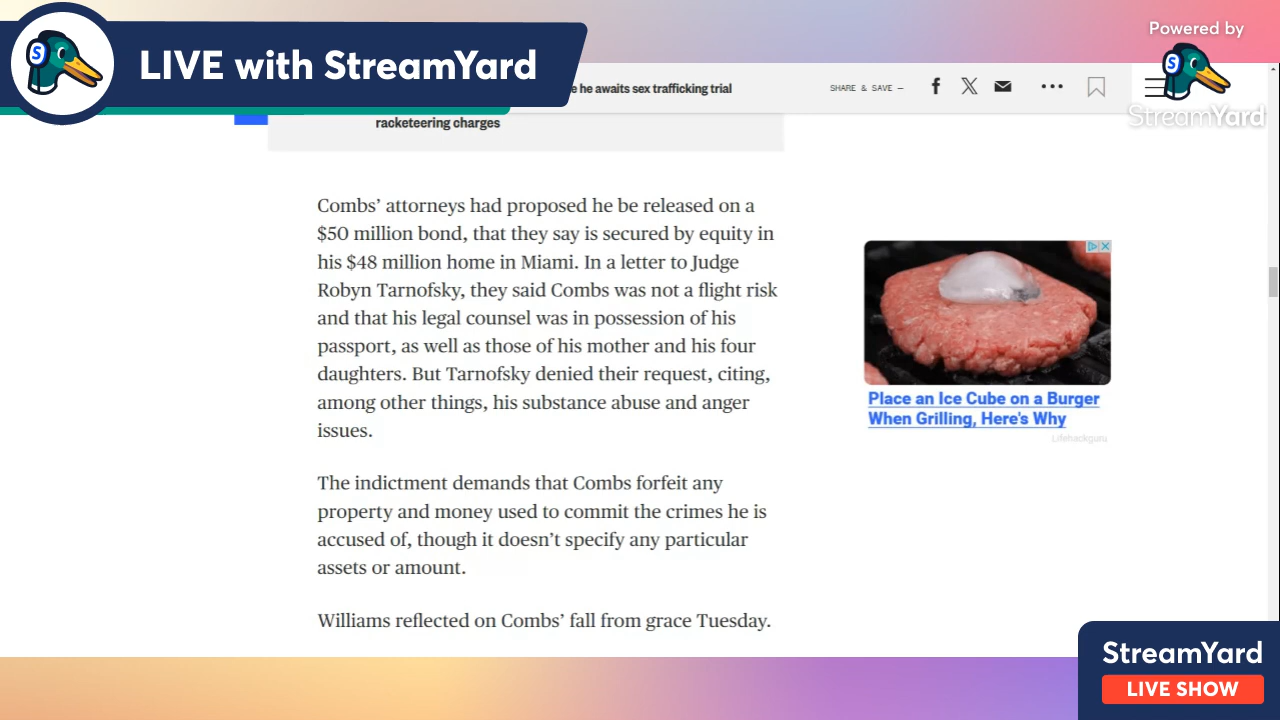 LIVE with StreamYard
Powered by
StreamYard
e he awaits sex trafficking trial
SHARE & SAVE —
racketeering charges
Combs’ attorneys had proposed he be released on a
$50 million bond, that they say is secured by equity in
his $48 million home in Miami. In a letter to Judge
Robyn Tarnofsky, they said Combs was not a flight risk
and that his legal counsel was in possession of his
passport, as well as those of his mother and his four
daughters. But Tarnofsky denied their request, citing,
among other things, his substance abuse and anger
issues.
The indictment demands that Combs forfeit any
property and money used to commit the crimes he is
accused of, though it doesn’t specify any particular
assets or amount.
Williams reflected on Combs’ fall from grace Tuesday.
Place an Ice Cube on a Burger
When Grilling, Here's Why
Lifehackguru
StreamYard
LIVE SHOW